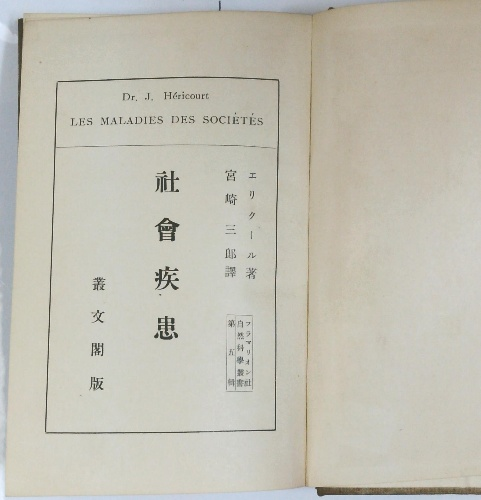 Dr. J. Héricourt
LES MALADIES DES SOCIÉTÉS
エリクール著
宮崎三郎譯
フラマリオン社
自然科學叢書
第五輯
社會疾患
叢文閣版